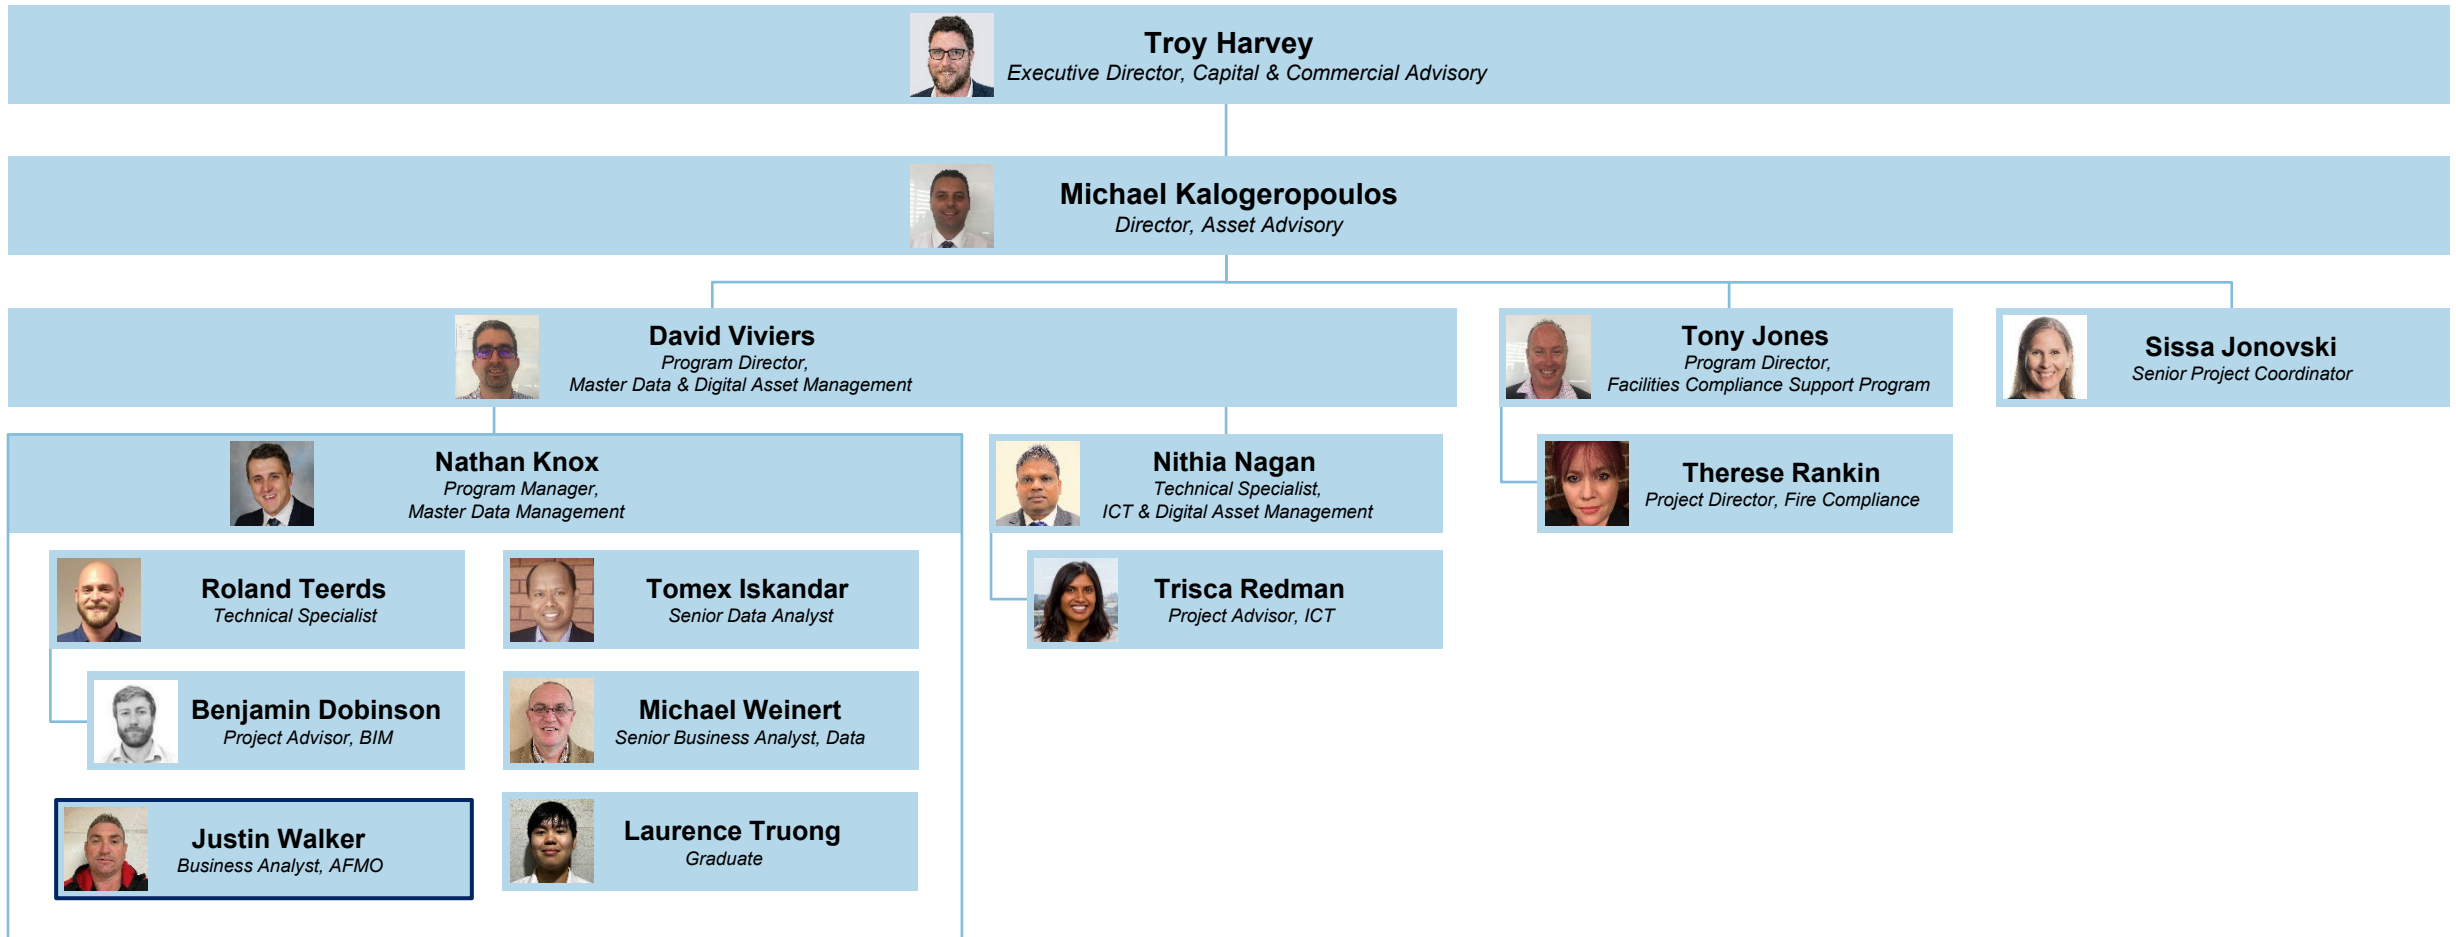 Troy Harvey
Executive Director, Capital & Commercial Advisory
Michael Kalogeropoulos
Director, Asset Advisory
David Viviers
Program Director,
Master Data & Digital Asset Management
Tony Jones
Program Director,
Facilities Compliance Support Program
Sissa Jonovski
Senior Project Coordinator
Nathan Knox
Program Manager,
Master Data Management
Nithia Nagan
Technical Specialist,
ICT & Digital Asset Management
Therese Rankin
Project Director, Fire Compliance
Roland Teerds
Technical Specialist
Tomex Iskandar
Senior Data Analyst
Trisca Redman
Project Advisor, ICT
Benjamin Dobinson
Project Advisor, BIM
Michael Weinert
Senior Business Analyst, Data
Justin Walker
Business Analyst, AFMO
Laurence Truong
Graduate